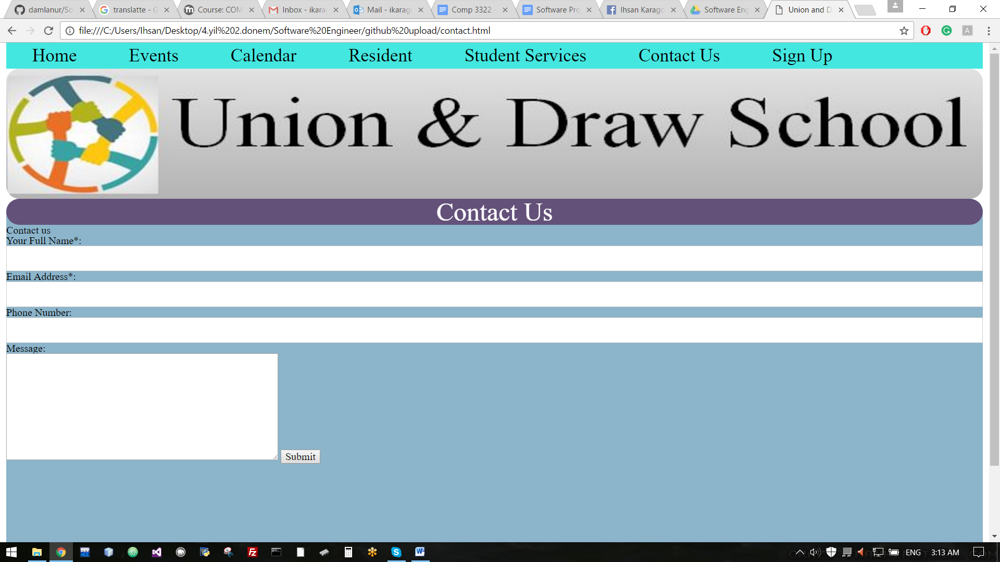 damlanur/So
translatte - G
Course: COM
Inbox - ikarag
Mail - ikarag
Comp 3322 -
Software Pro
Ihsan Karago
Software Eng
Union and D
file:///C:/Users/Ihsan/Desktop/4.yil%202.donem/Software%20Engineer/github%20upload/contact.html
Home Events Calendar Resident Student Services Contact Us Sign Up
Union & Draw School
Contact Us
Contact us
Your Full Name*:
Email Address*:
Phone Number:
Message:
Submit
ENG 3:13 AM